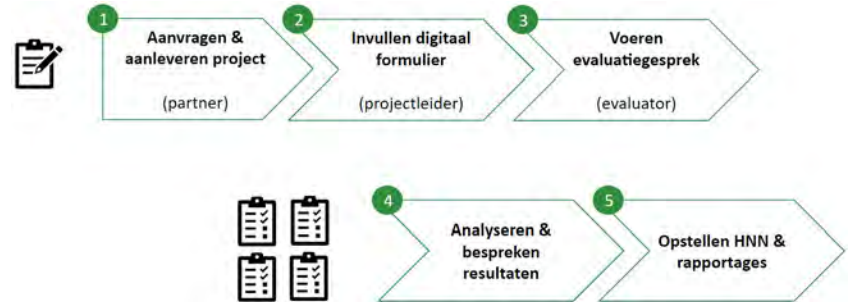 1
Aanvragen &
aanleveren project
(partner)
2
Invullen digitaal
formulier
(projectleider)
3
Voeren
evaluatiegesprek
(evaluator)
4
Analyseren &
bespreken
resultaten
5
Opstellen HNN &
rapportages